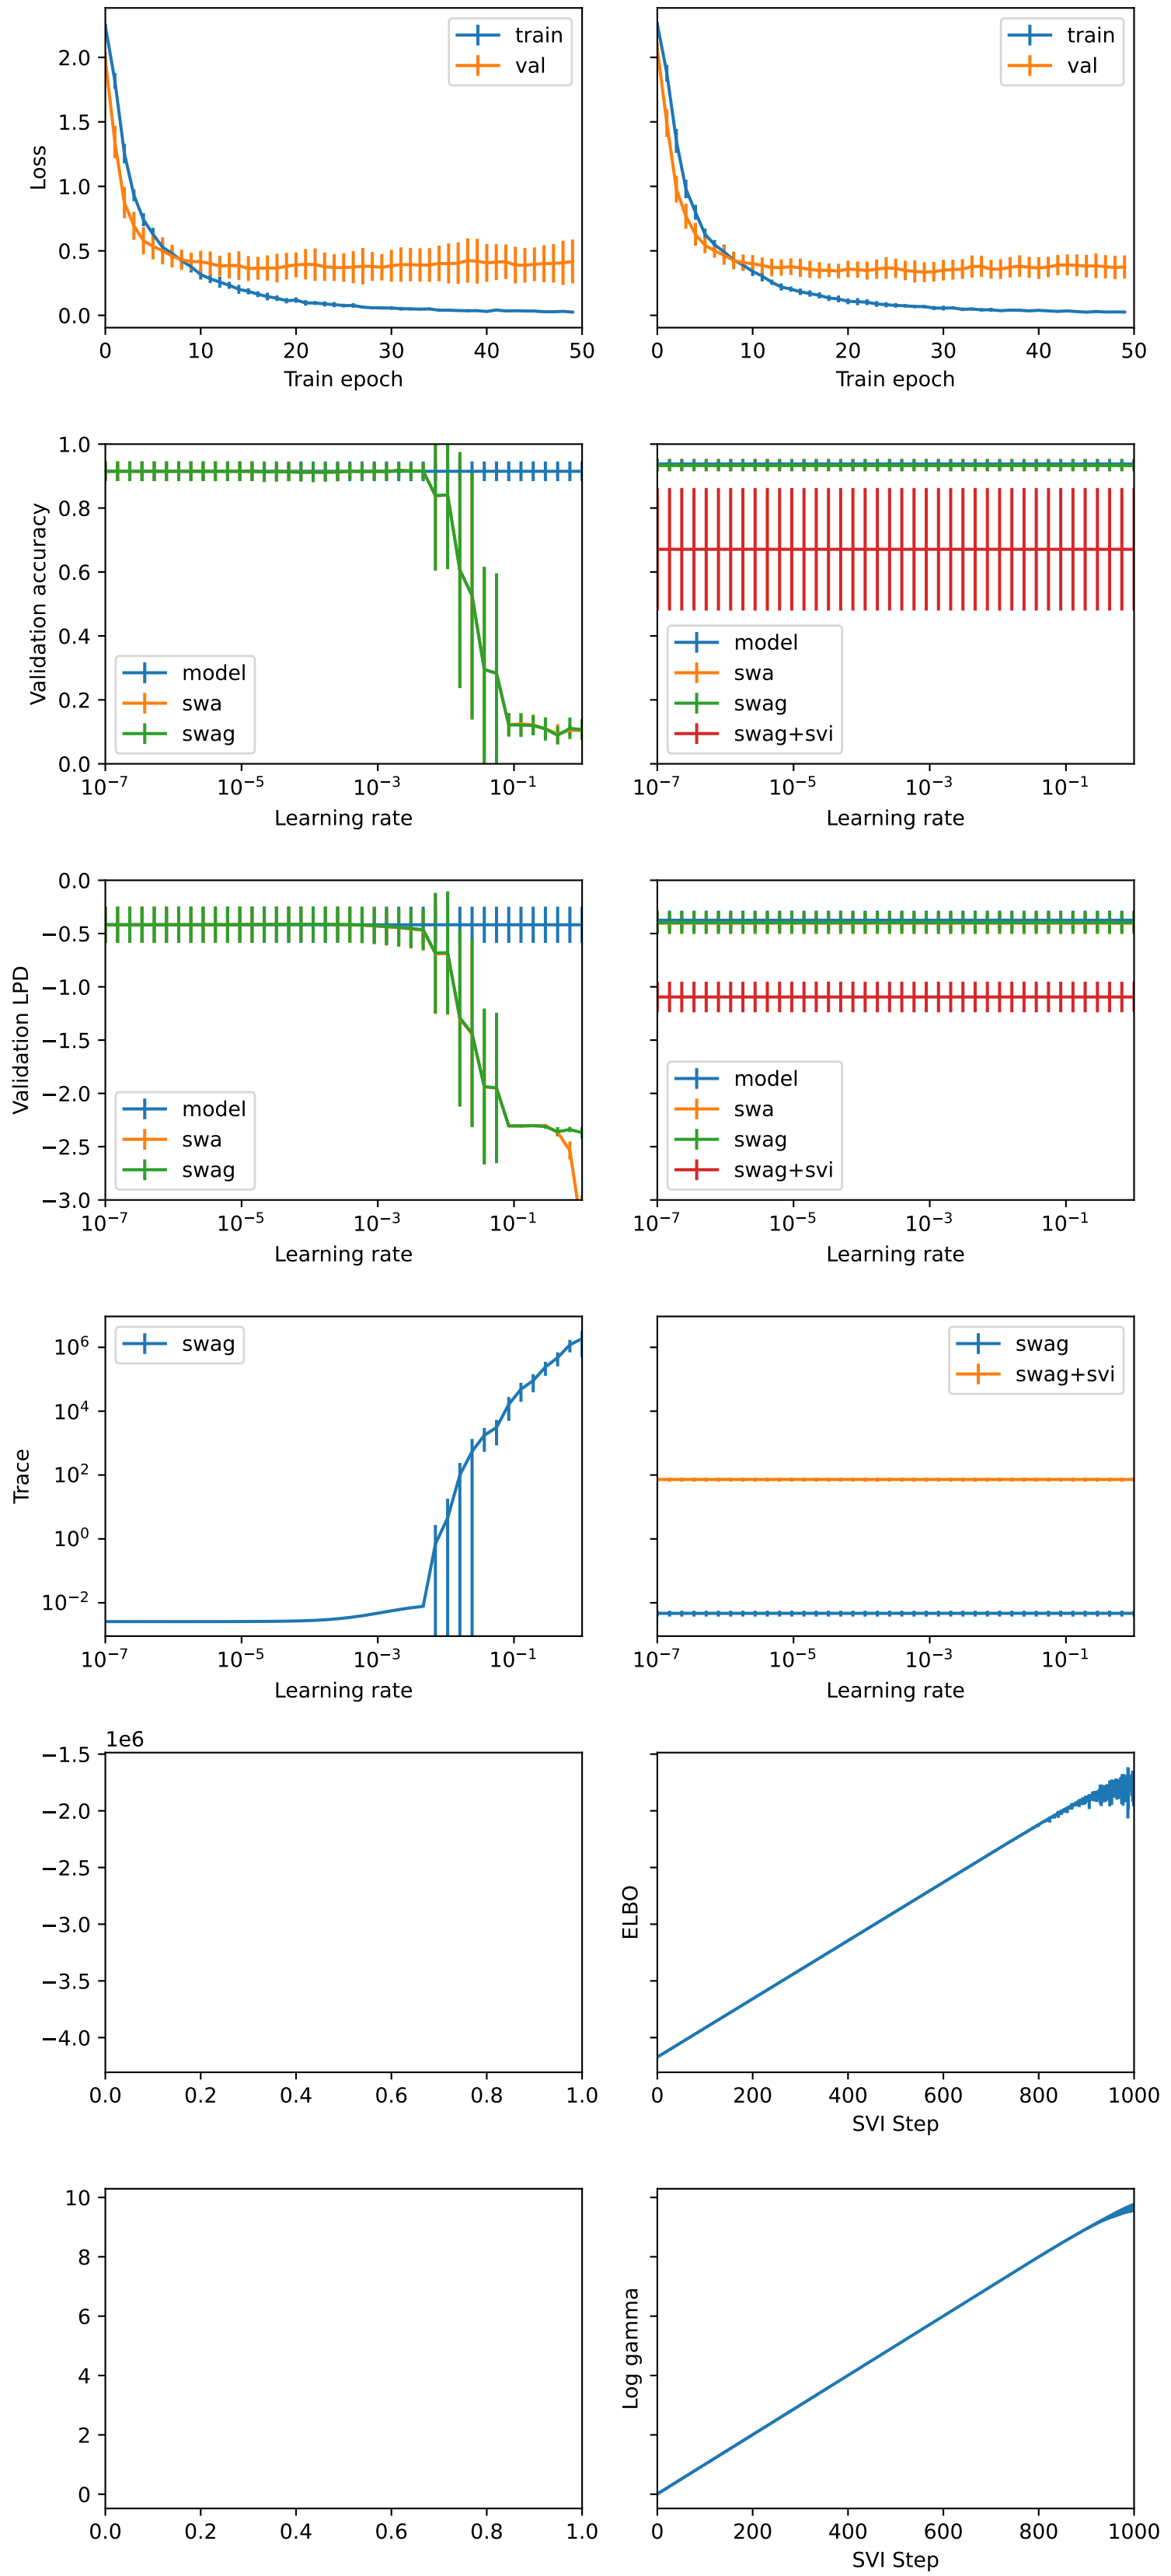 train
val
2.0
1.5
1.0
0.5
0.0
Loss
0 10 20 30 40 50
Train epoch
train
val
0 10 20 30 40 50
Train epoch
1.0
0.8
0.6
0.4
0.2
0.0
Validation accuracy
model
swa
swag
10⁻⁷ 10⁻⁵ 10⁻³ 10⁻¹
Learning rate
model
swa
swag
swag+svi
10⁻⁷ 10⁻⁵ 10⁻³ 10⁻¹
Learning rate
0.0
−0.5
−1.0
−1.5
−2.0
−2.5
−3.0
Validation LPD
model
swa
swag
10⁻⁷ 10⁻⁵ 10⁻³ 10⁻¹
Learning rate
model
swa
swag
swag+svi
10⁻⁷ 10⁻⁵ 10⁻³ 10⁻¹
Learning rate
swag
10⁶
10⁴
10²
10⁰
10⁻²
Trace
10⁻⁷ 10⁻⁵ 10⁻³ 10⁻¹
Learning rate
swag
swag+svi
10⁻⁷ 10⁻⁵ 10⁻³ 10⁻¹
Learning rate
1e6
−1.5
−2.0
−2.5
−3.0
−3.5
−4.0
0.0 0.2 0.4 0.6 0.8 1.0
ELBO
0 200 400 600 800 1000
SVI Step
10
8
6
4
2
0
0.0 0.2 0.4 0.6 0.8 1.0
Log gamma
0 200 400 600 800 1000
SVI Step